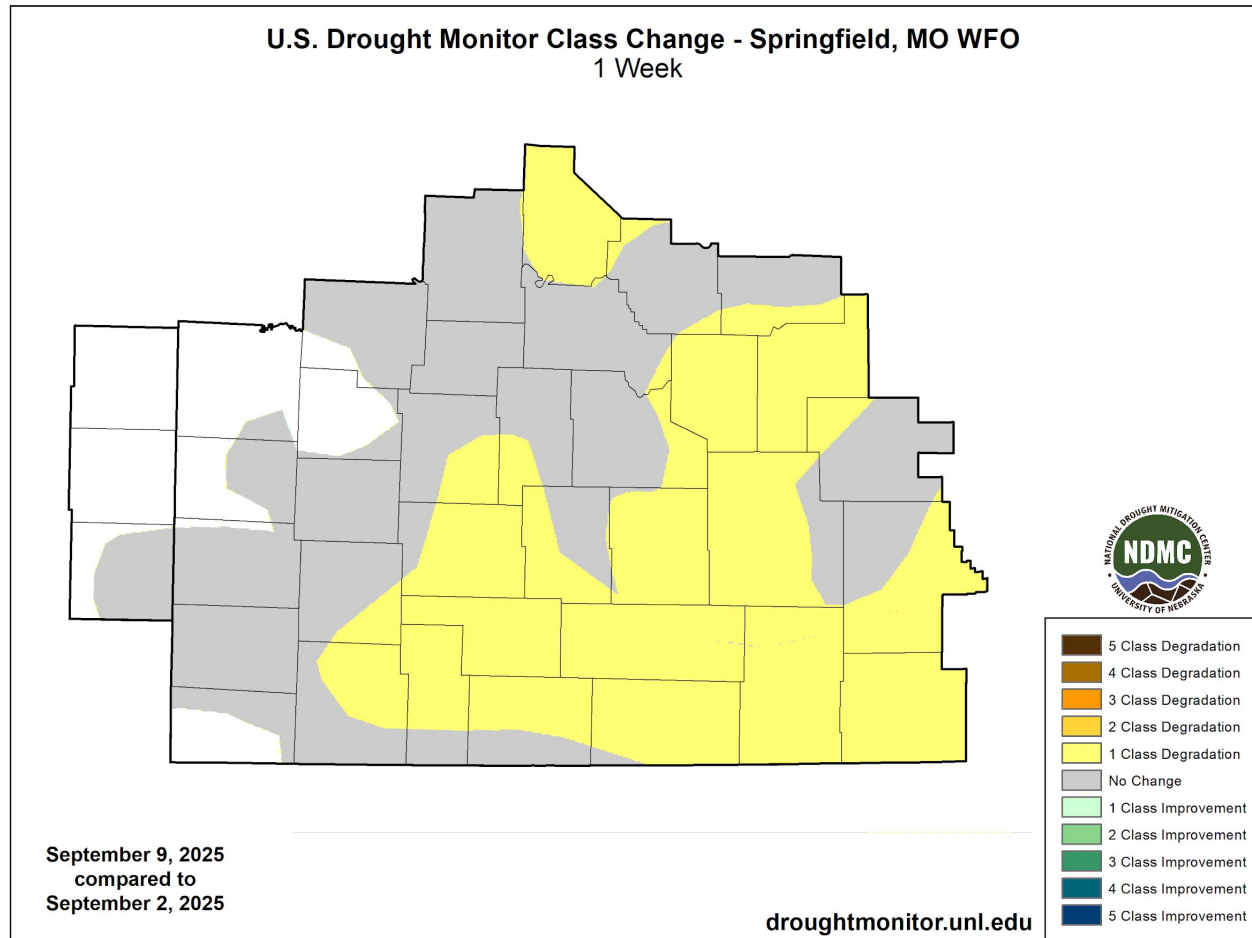 U.S. Drought Monitor Class Change - Springfield, MO WFO
1 Week
NATIONAL DROUGHT MITIGATION CENTER
NDMC
UNIVERSITY OF NEBRASKA
5 Class Degradation
4 Class Degradation
3 Class Degradation
2 Class Degradation
1 Class Degradation
No Change
1 Class Improvement
2 Class Improvement
3 Class Improvement
4 Class Improvement
5 Class Improvement
September 9, 2025
compared to
September 2, 2025
droughtmonitor.unl.edu